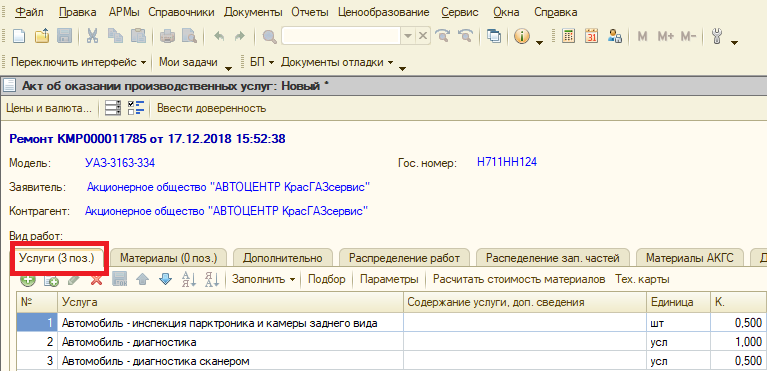 Файл Правка АРМы Справочники Документы Отчеты Ценообразование Сервис Окна Справка
M M+ M−
Переключить интерфейс Мои задачи БП Документы отладки
Акт об оказании производственных услуг: Новый *
Цены и валюта... Ввести доверенность
Ремонт КМР000011785 от 17.12.2018 15:52:38
Модель: УАЗ-3163-334 Гос. номер: Н711НН124
Заявитель: Акционерное общество "АВТОЦЕНТР КрасГАЗсервис"
Контрагент: Акционерное общество "АВТОЦЕНТР КрасГАЗсервис"
Вид работ:
Услуги (3 поз.) Материалы (0 поз.) Дополнительно Распределение работ Распеделение зап. частей Материалы АКГС Д
Заполнить Подбор Параметры Расчитать стоимость материалов Тех. карты
№ Услуга Содержание услуги, доп. сведения Единица К.
1 Автомобиль - инспекция парктроника и камеры заднего вида шт 0,500
2 Автомобиль - диагностика усл 1,000
3 Автомобиль - диагностика сканером усл 0,500